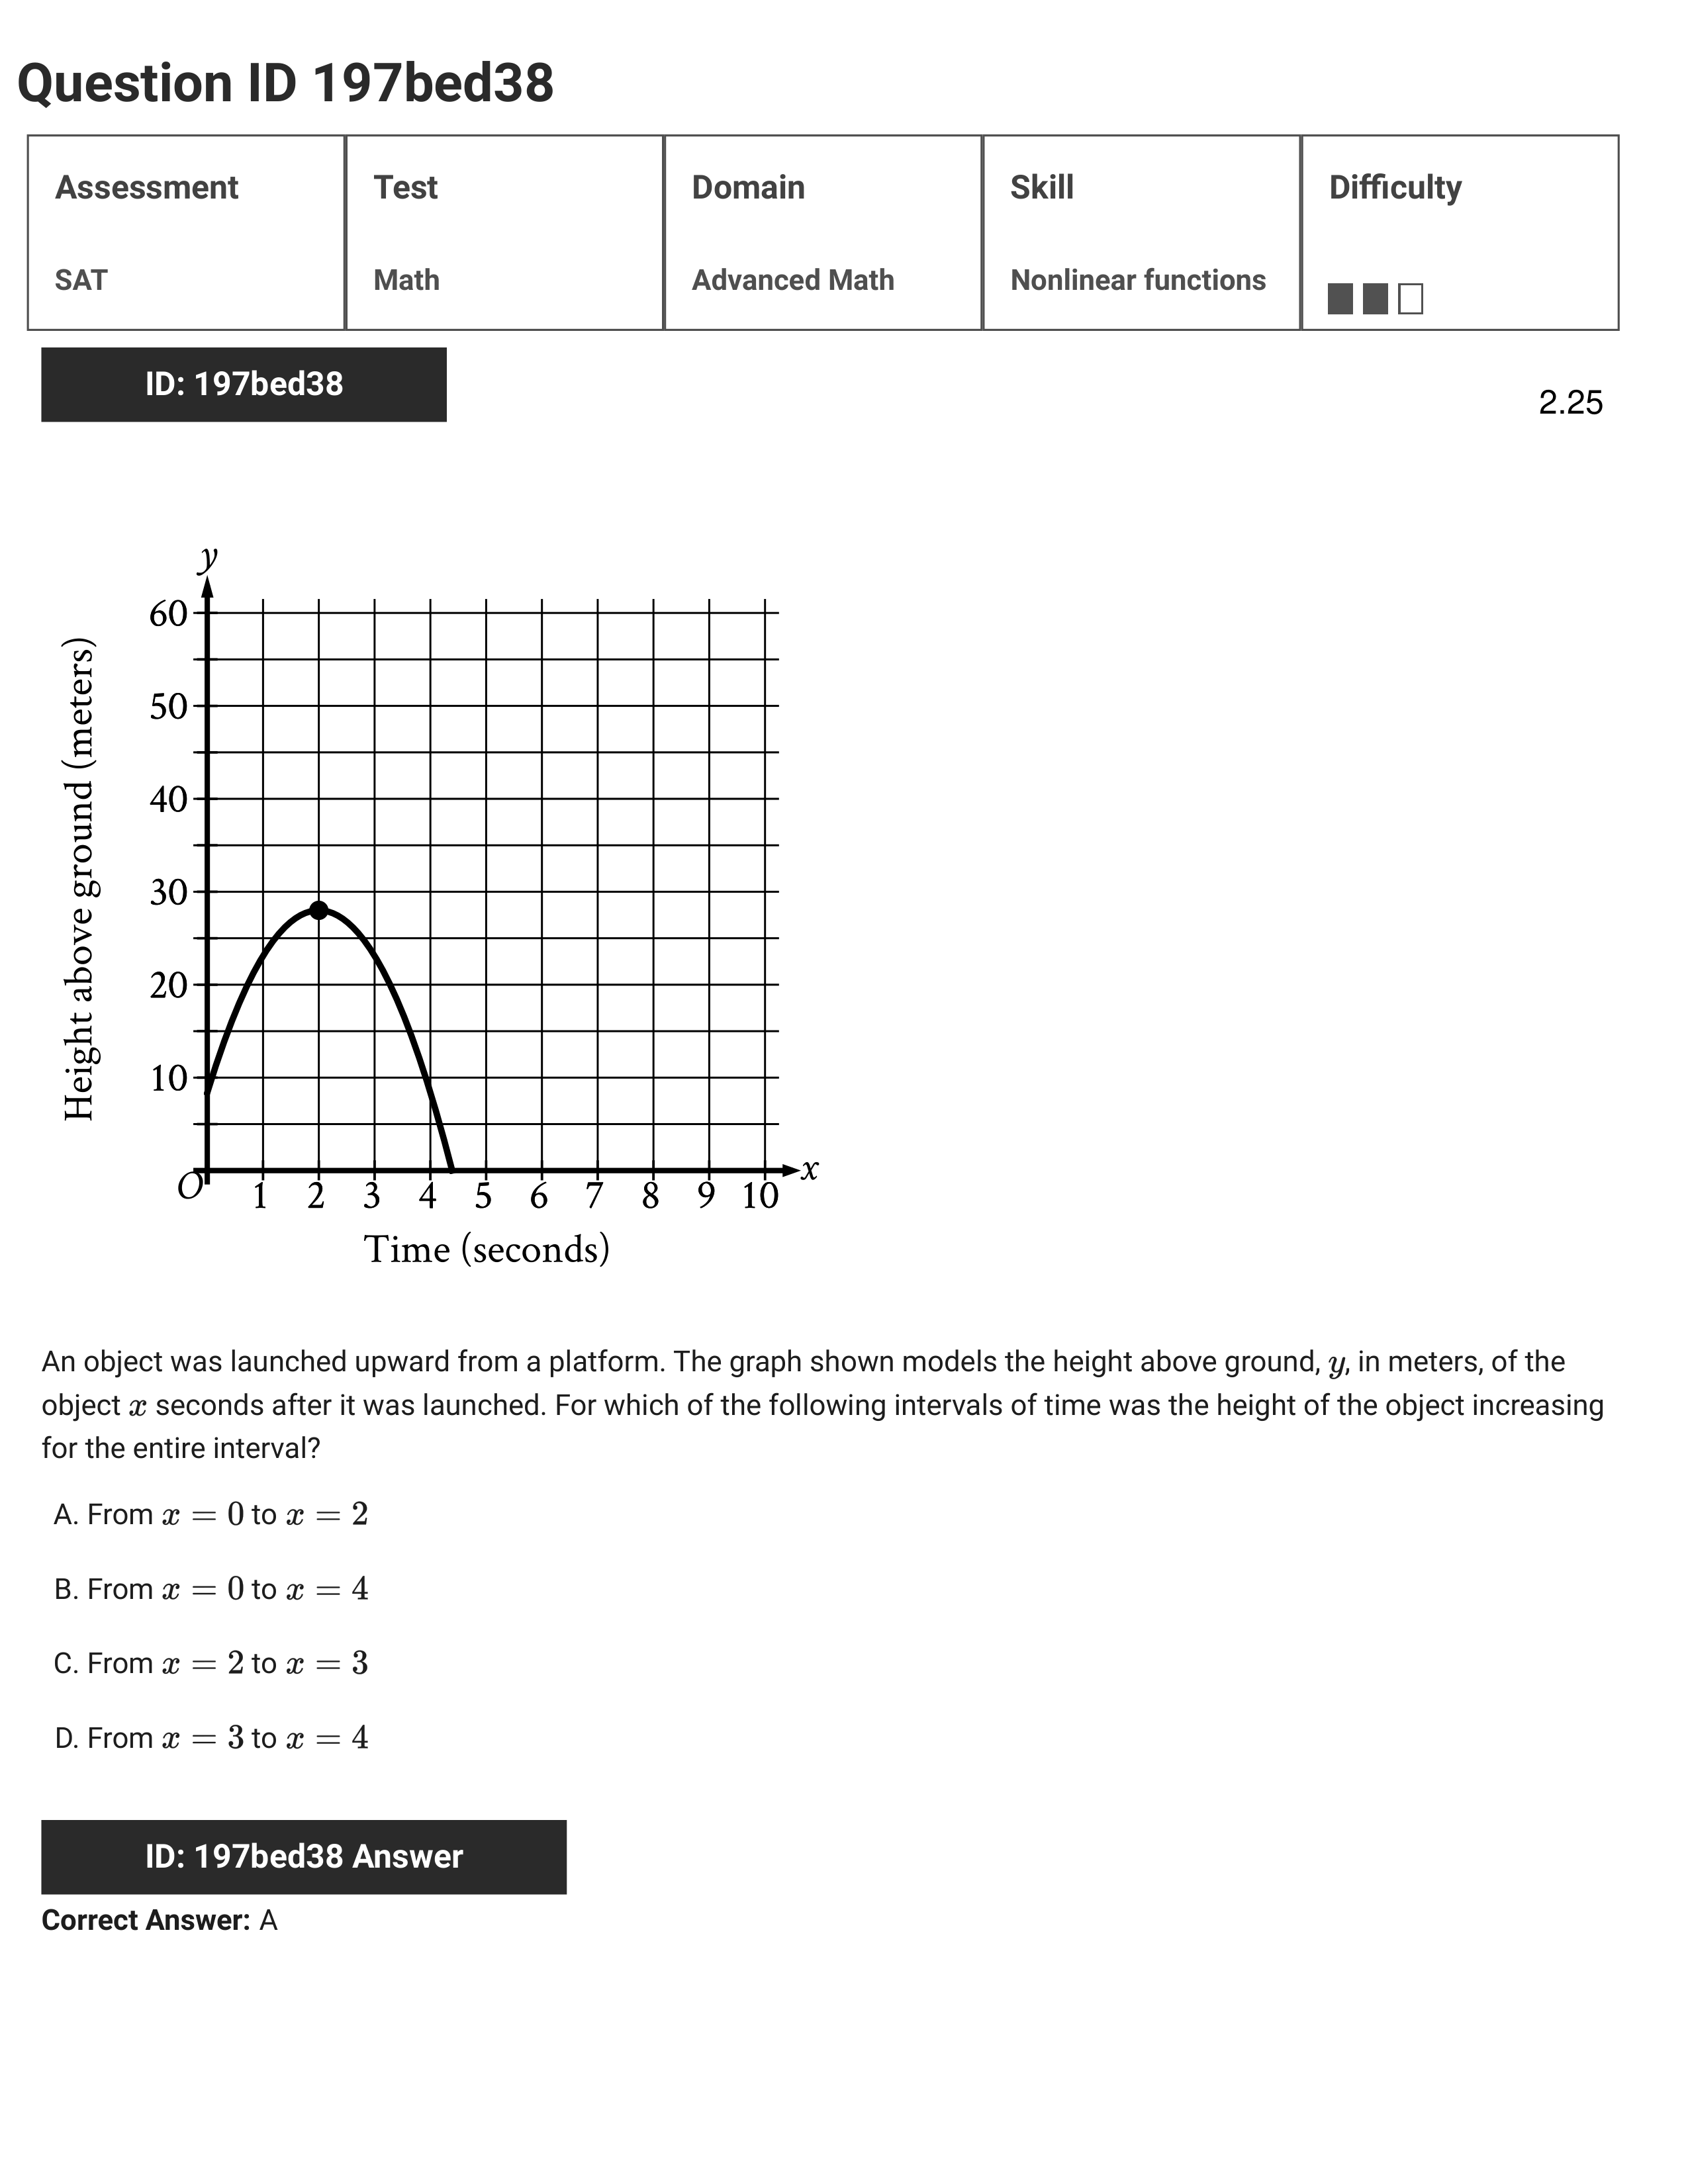 Question ID 197bed38
Assessment Test Domain Skill Difficulty
SAT Math Advanced Math Nonlinear functions
ID: 197bed38
2.25
y
60
50
40
30
20
10
Height above ground (meters)
O 1 2 3 4 5 6 7 8 9 10 x
Time (seconds)
An object was launched upward from a platform. The graph shown models the height above ground, y, in meters, of the
object x seconds after it was launched. For which of the following intervals of time was the height of the object increasing
for the entire interval?
A. From x = 0 to x = 2
B. From x = 0 to x = 4
C. From x = 2 to x = 3
D. From x = 3 to x = 4
ID: 197bed38 Answer
Correct Answer: A